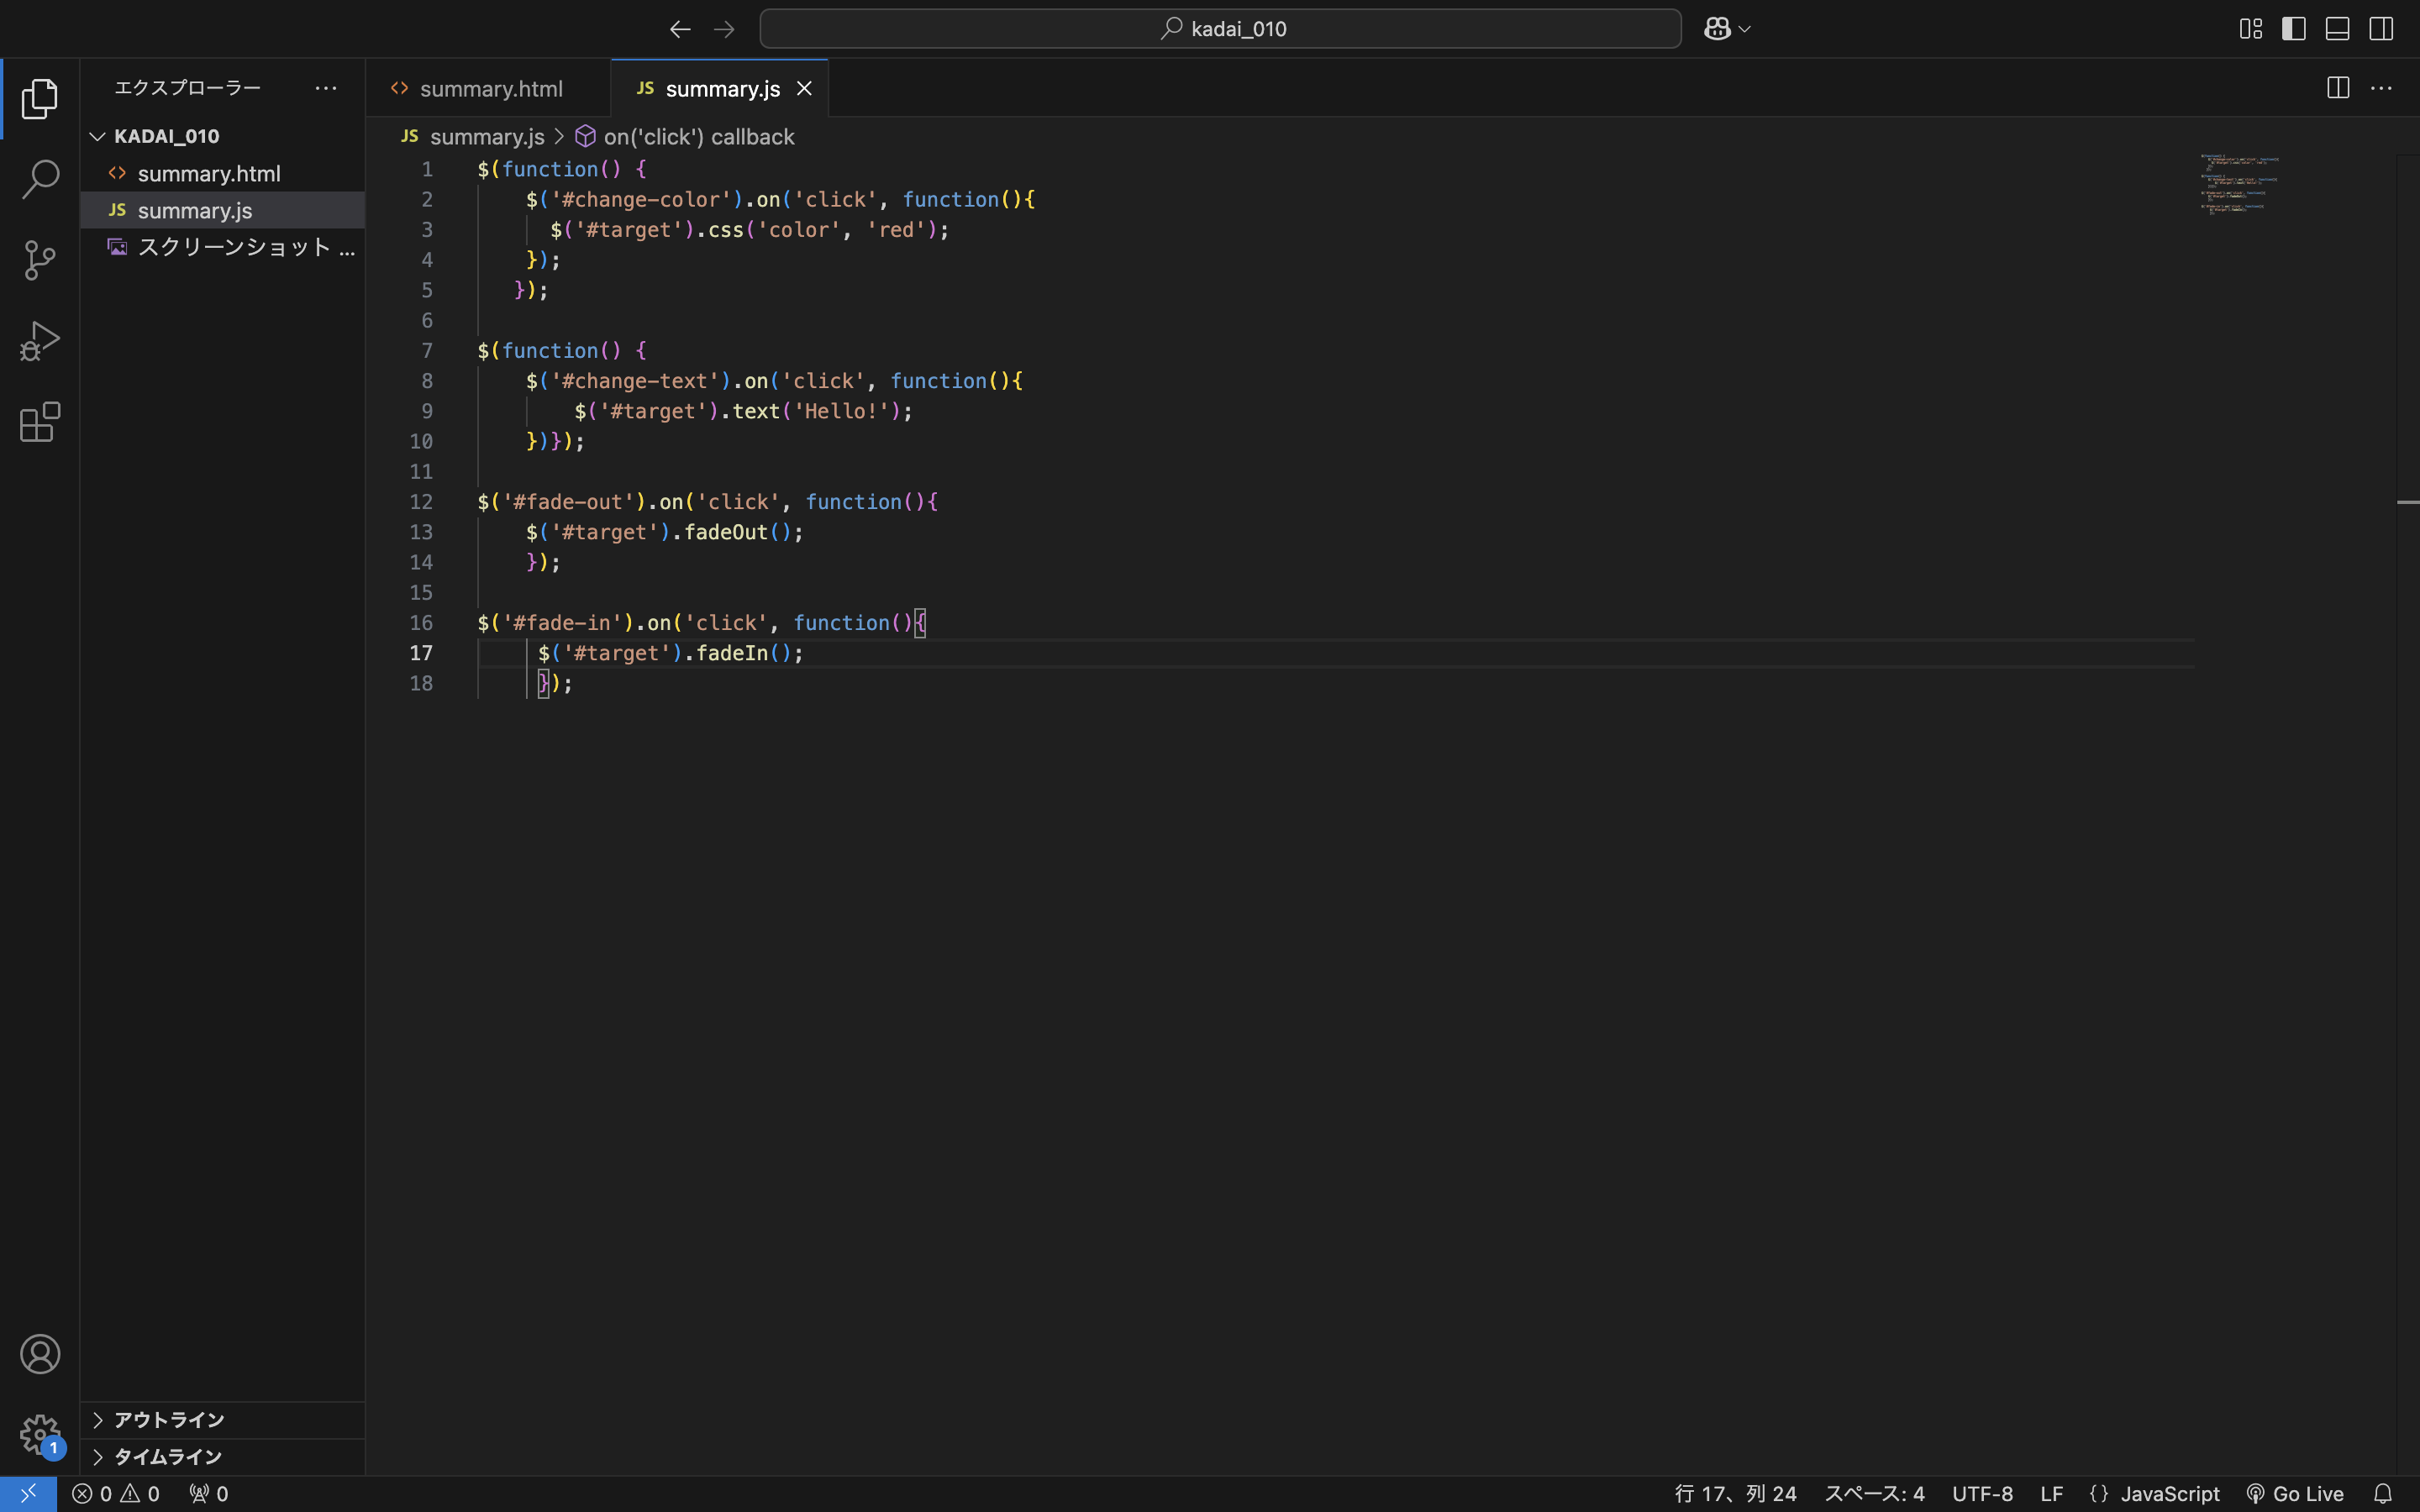 kadai_010
エクスプローラー
KADAI_010
summary.html
JS summary.js
スクリーンショット ...
summary.html
JS summary.js
JS summary.js > on('click') callback
1 $(function() {
2 $('#change-color').on('click', function(){
3 $('#target').css('color', 'red');
4 });
5 });
6
7 $(function() {
8 $('#change-text').on('click', function(){
9 $('#target').text('Hello!');
10 })});
11
12 $('#fade-out').on('click', function(){
13 $('#target').fadeOut();
14 });
15
16 $('#fade-in').on('click', function(){
17 $('#target').fadeIn();
18 });
アウトライン
タイムライン
1
0 0 0
行 17、列 24 スペース: 4 UTF-8 LF {} JavaScript Go Live